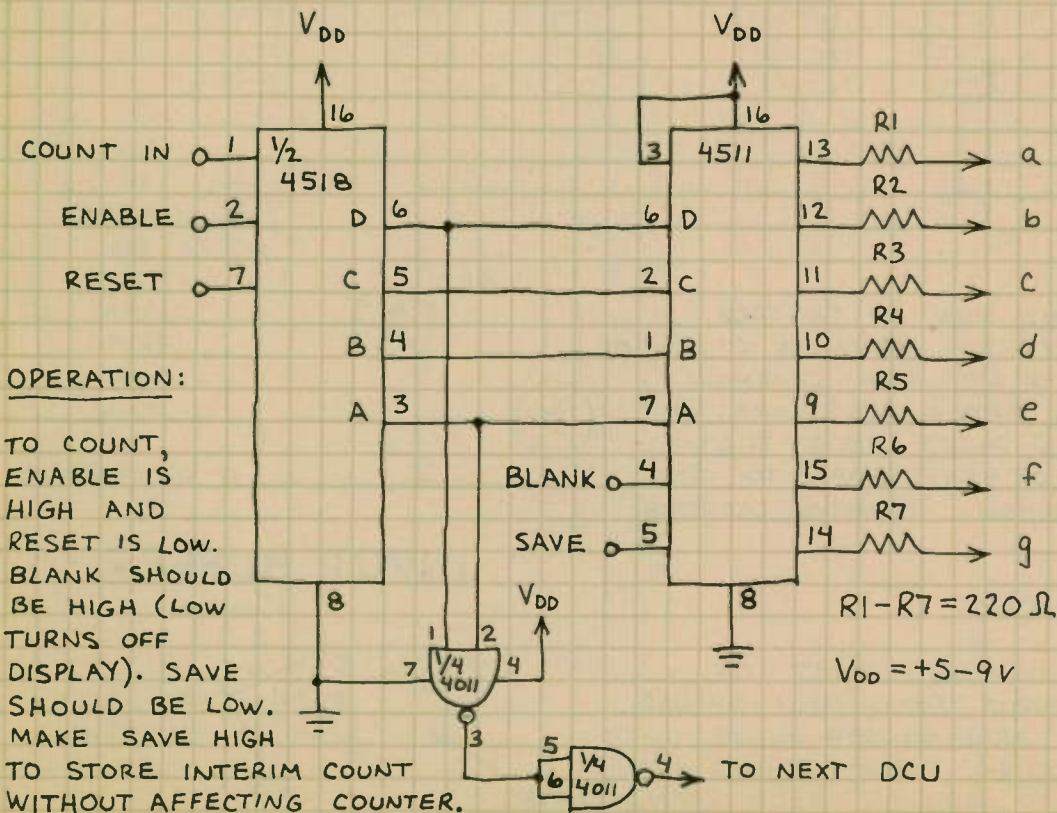 VDD
VDD
16
16
COUNT IN 1
1/2
4518
3
4511
13
R1
a
ENABLE 2
D 6
6 D
12
R2
b
RESET 7
C 5
2 C
11
R3
c
B 4
1 B
10
R4
d
A 3
7 A
9
R5
e
BLANK 4
15
R6
f
SAVE 5
14
R7
g
8
8
OPERATION:
TO COUNT,
ENABLE IS
HIGH AND
RESET IS LOW.
BLANK SHOULD
BE HIGH (LOW
TURNS OFF
DISPLAY). SAVE
SHOULD BE LOW.
MAKE SAVE HIGH
TO STORE INTERIM COUNT
WITHOUT AFFECTING COUNTER.
VDD
1
2
7
1/4
4011
4
3
5
6
1/4
4011
4
TO NEXT DCU
R1-R7 = 220 Ω
VDD = +5-9V